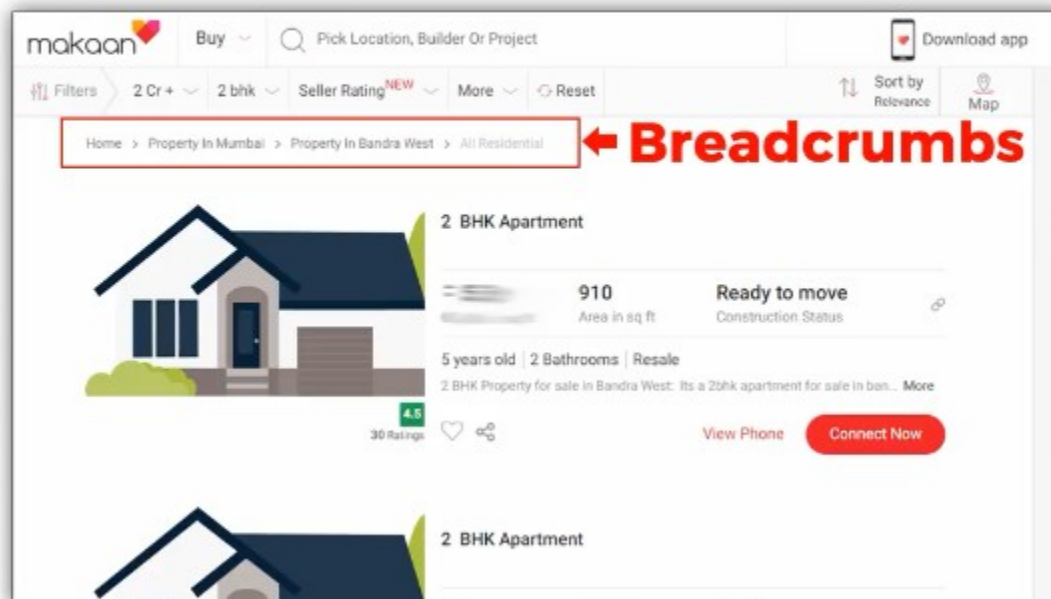 makaan Buy Pick Location, Builder Or Project Download app
Filters 2 Cr + 2 bhk Seller Rating NEW More Reset Sort by Relevance Map
Home > Property In Mumbai > Property In Bandra West > All Residential
Breadcrumbs
2 BHK Apartment
910 Ready to move
Area in sq ft Construction Status
5 years old | 2 Bathrooms | Resale
2 BHK Property for sale in Bandra West: Its a 2bhk apartment for sale in ban... More
4.5
30 Ratings
View Phone Connect Now
2 BHK Apartment